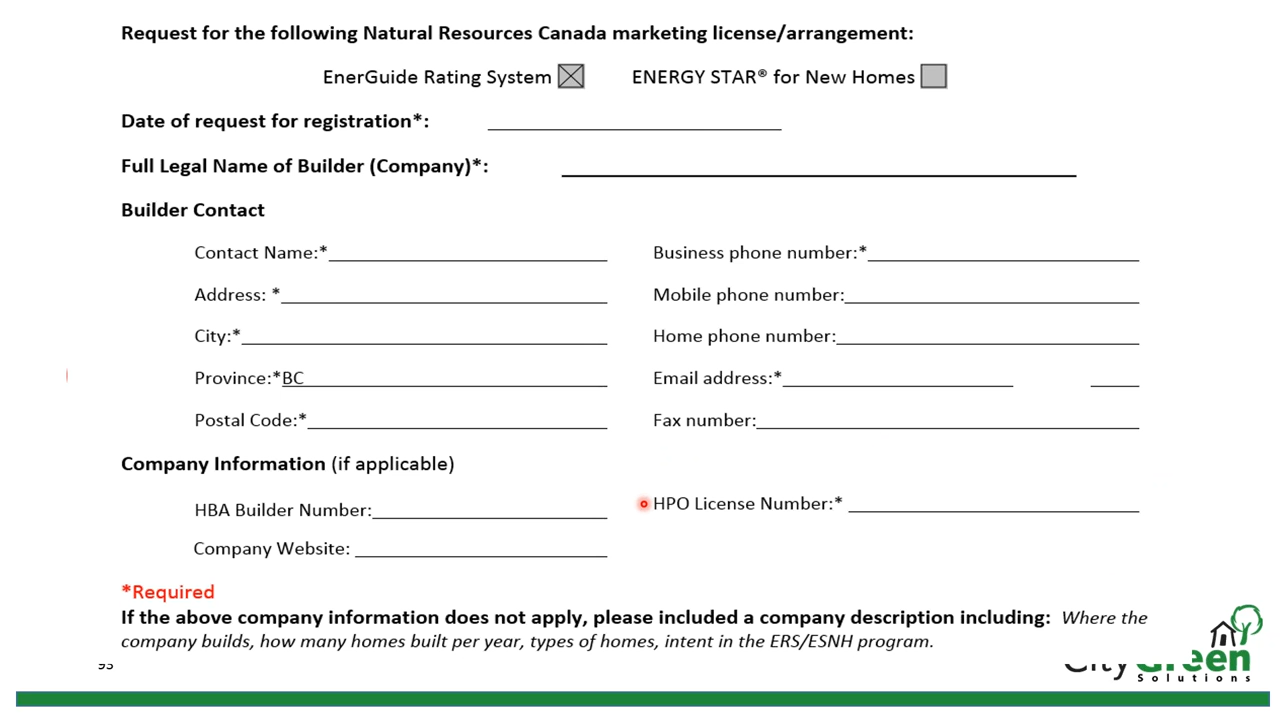 Request for the following Natural Resources Canada marketing license/arrangement:
EnerGuide Rating System ENERGY STAR® for New Homes
Date of request for registration*:
Full Legal Name of Builder (Company)*:
Builder Contact
Contact Name:* Business phone number:*
Address: * Mobile phone number:
City:* Home phone number:
Province:*BC Email address:*
Postal Code:* Fax number:
Company Information (if applicable)
HBA Builder Number: HPO License Number:*
Company Website:
*Required
If the above company information does not apply, please included a company description including: Where the
company builds, how many homes built per year, types of homes, intent in the ERS/ESNH program.
City Green
Solutions